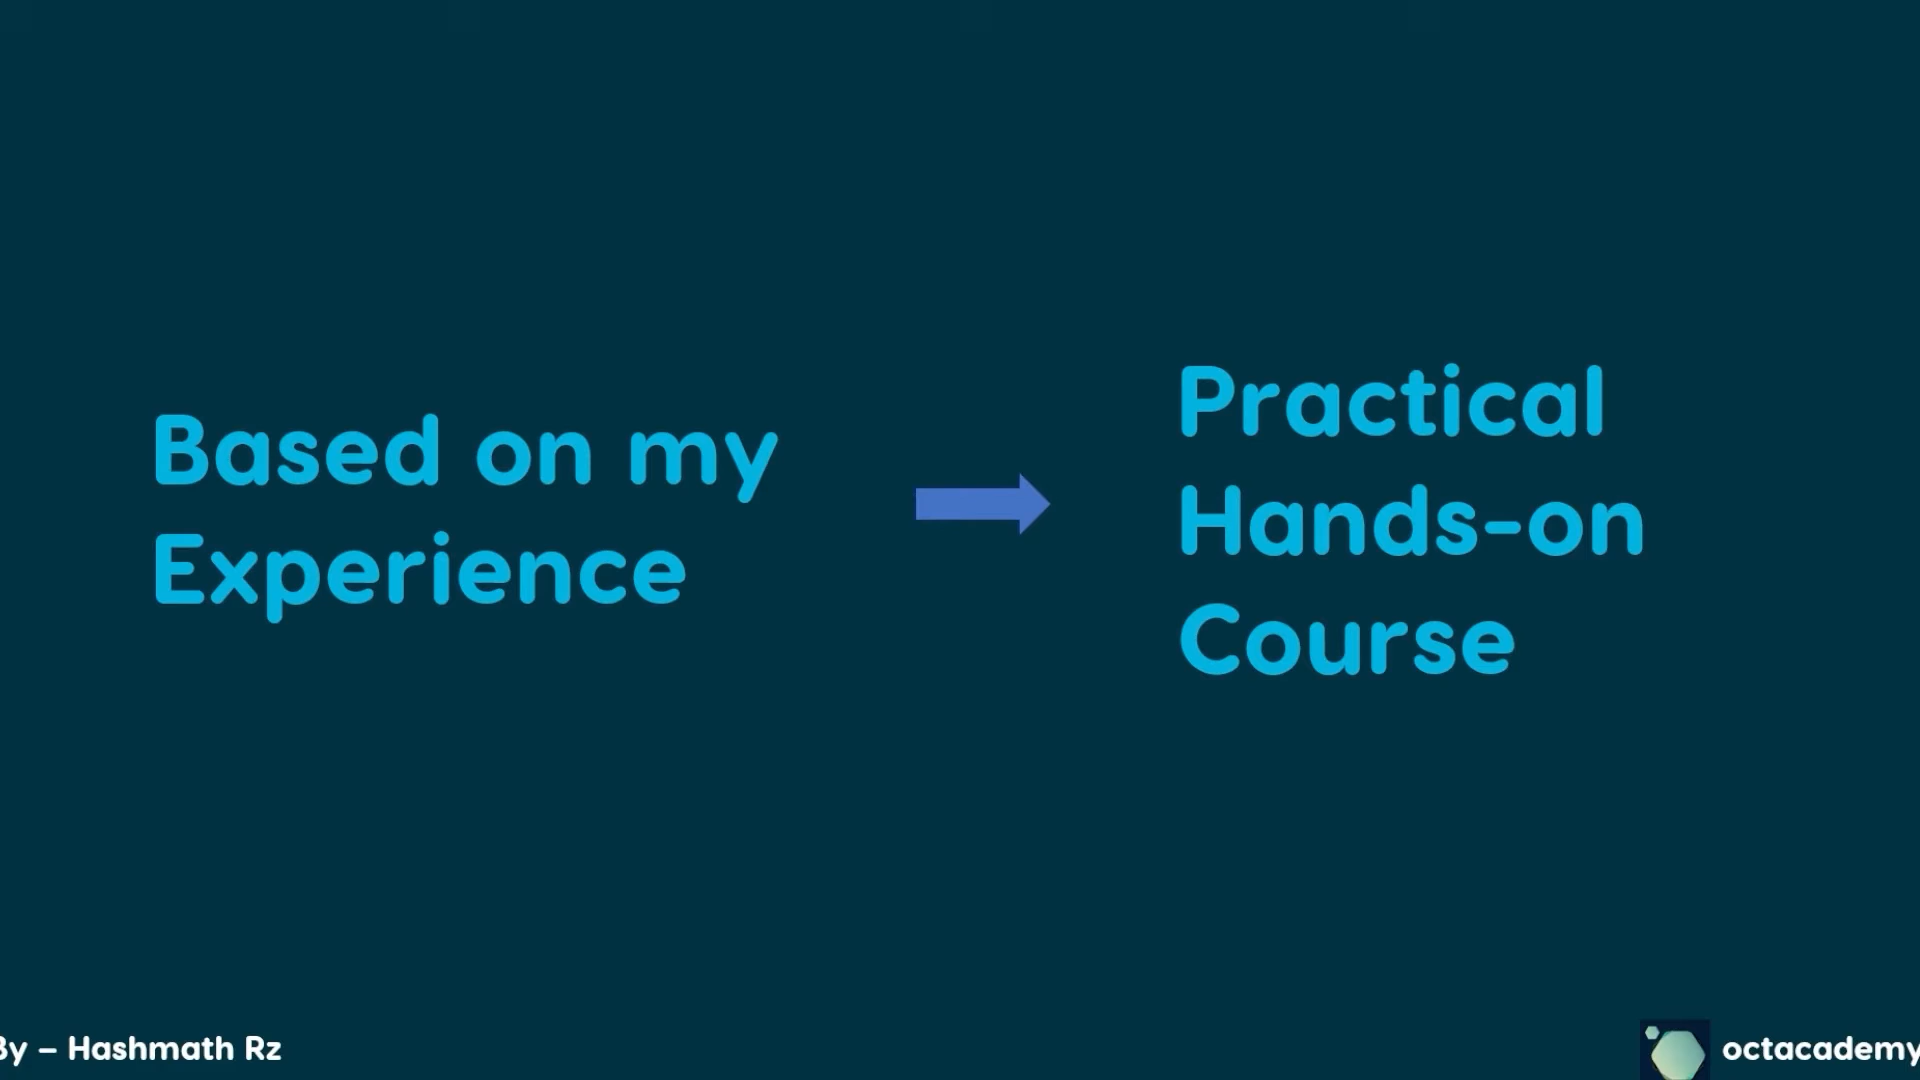 Based on my
Experience
Practical
Hands-on
Course
By – Hashmath Rz
octacademy